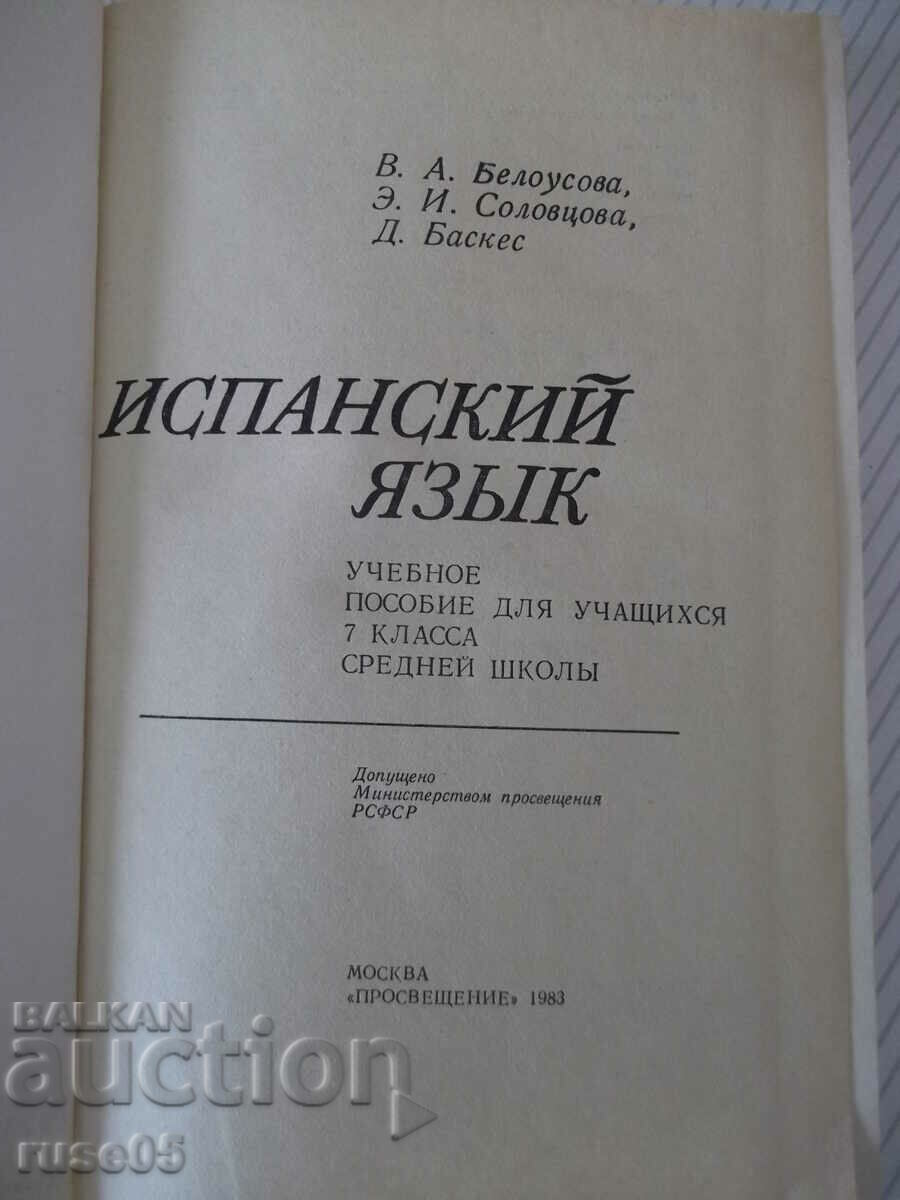 В. А. Белоусова,
Э. И. Соловцова,
Д. Баскес
ИСПАНСКИЙ
ЯЗЫК
УЧЕБНОЕ
ПОСОБИЕ ДЛЯ УЧАЩИХСЯ
7 КЛАССА
СРЕДНЕЙ ШКОЛЫ
Допущено
Министерством просвещения
РСФСР
МОСКВА
«ПРОСВЕЩЕНИЕ» 1983
BALKAN
auction
ruse05